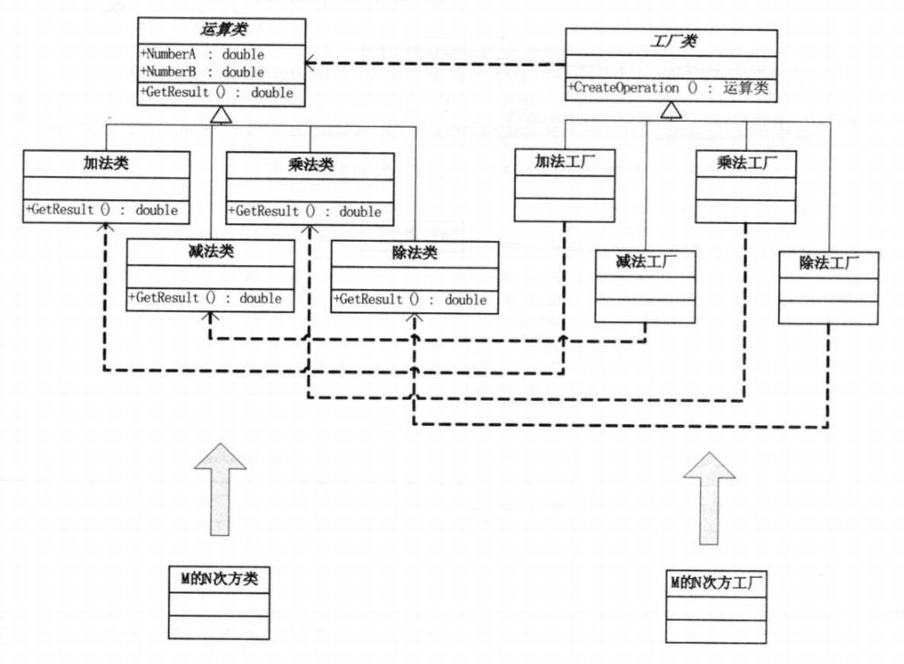 运算类
+NumberA : double
+NumberB : double
+GetResult () : double
工厂类
+CreateOperation () : 运算类
加法类
+GetResult () : double
乘法类
+GetResult () : double
加法工厂
乘法工厂
减法类
+GetResult () : double
除法类
+GetResult () : double
减法工厂
除法工厂
M的N次方类
M的N次方工厂